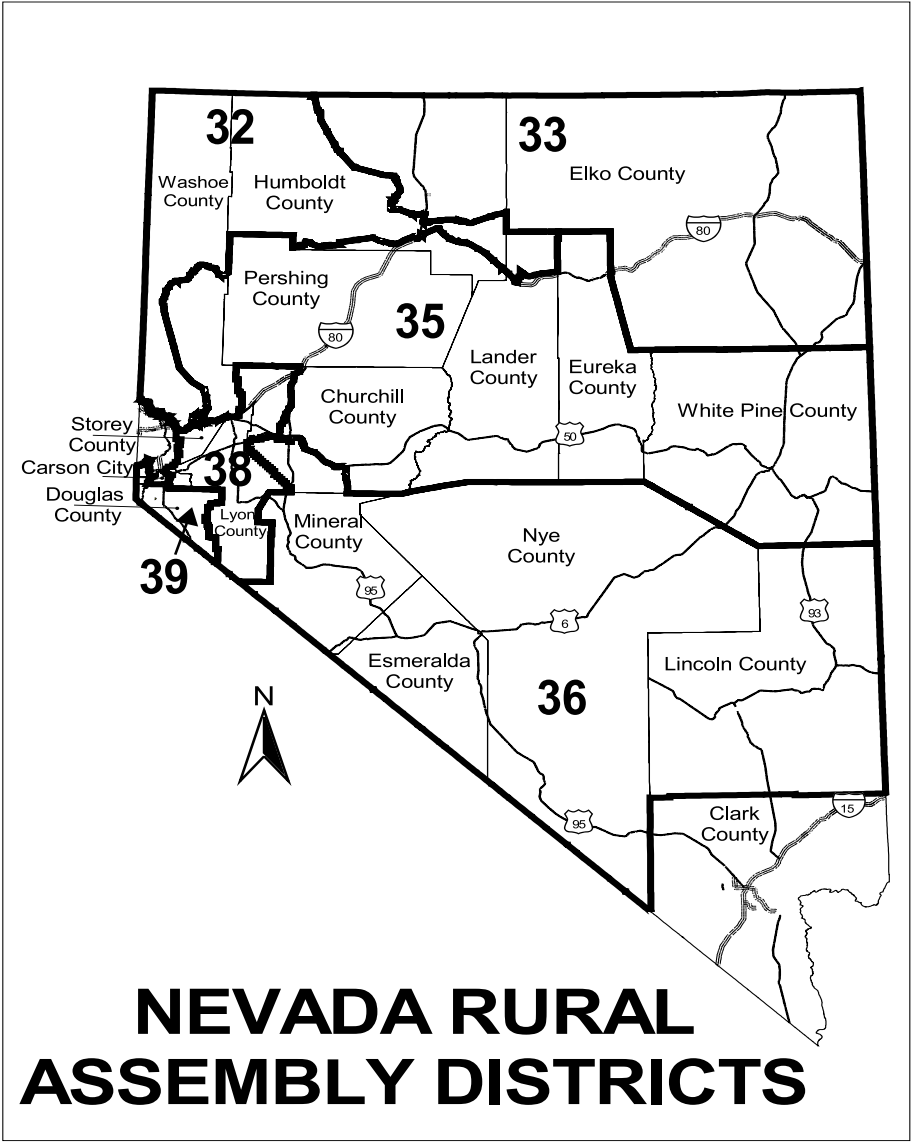 32
33
Washoe
County
Humboldt
County
Elko County
80
Pershing
County
35
80
Lander
County
Eureka
County
Churchill
County
White Pine County
Storey
County
50
Carson City
38
Douglas
County
Lyon
County
Mineral
County
Nye
County
39
95
6
93
Esmeralda
County
Lincoln County
36
N
95
Clark
County
15
NEVADA RURAL
ASSEMBLY DISTRICTS